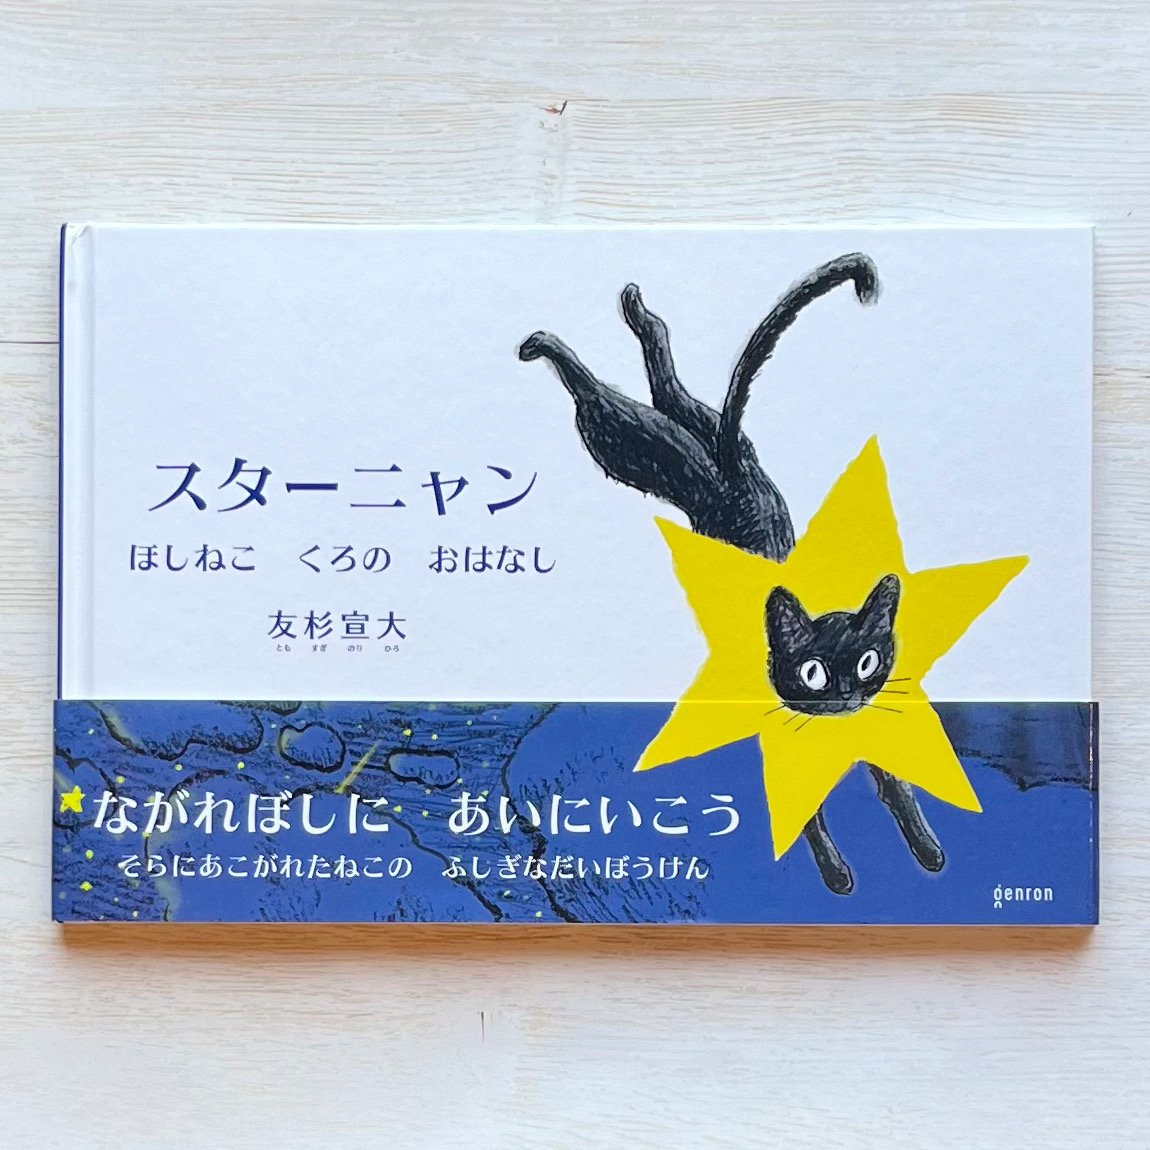 スターニャン
ほしねこ　くろの　おはなし
友杉宣大
とも　すぎ　のり　ひろ
ながれぼしに　あいにいこう
そらにあこがれたねこの　ふしぎなだいぼうけん
genron